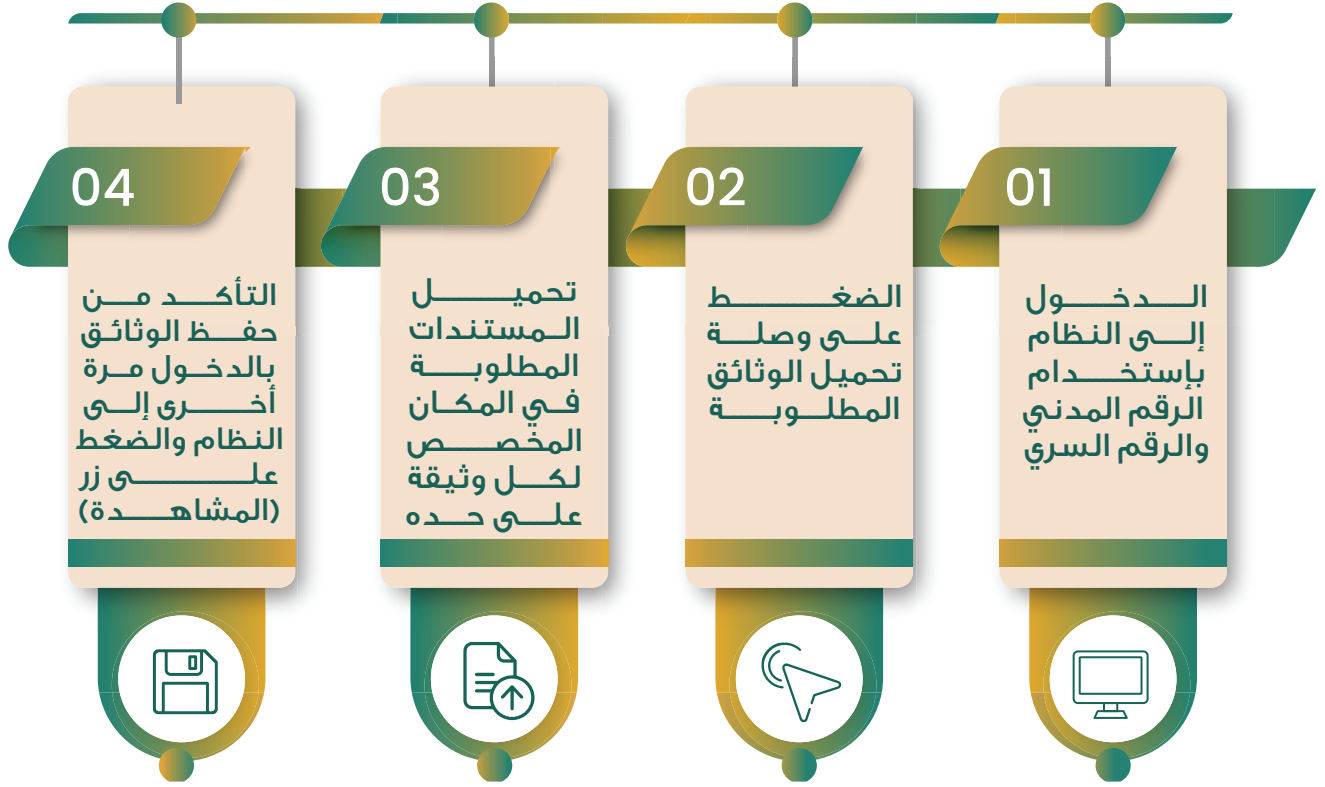 01
الدخول
إلى النظام
بإستخدام
الرقم المدني
والرقم السري
02
الضغط
على وصلة
تحميل الوثائق
المطلوبة
03
تحميل
المستندات
المطلوبة
في المكان
المخصص
لكل وثيقة
على حده
04
التأكد من
حفظ الوثائق
بالدخول مرة
أخرى إلى
النظام والضغط
على زر
(المشاهدة)